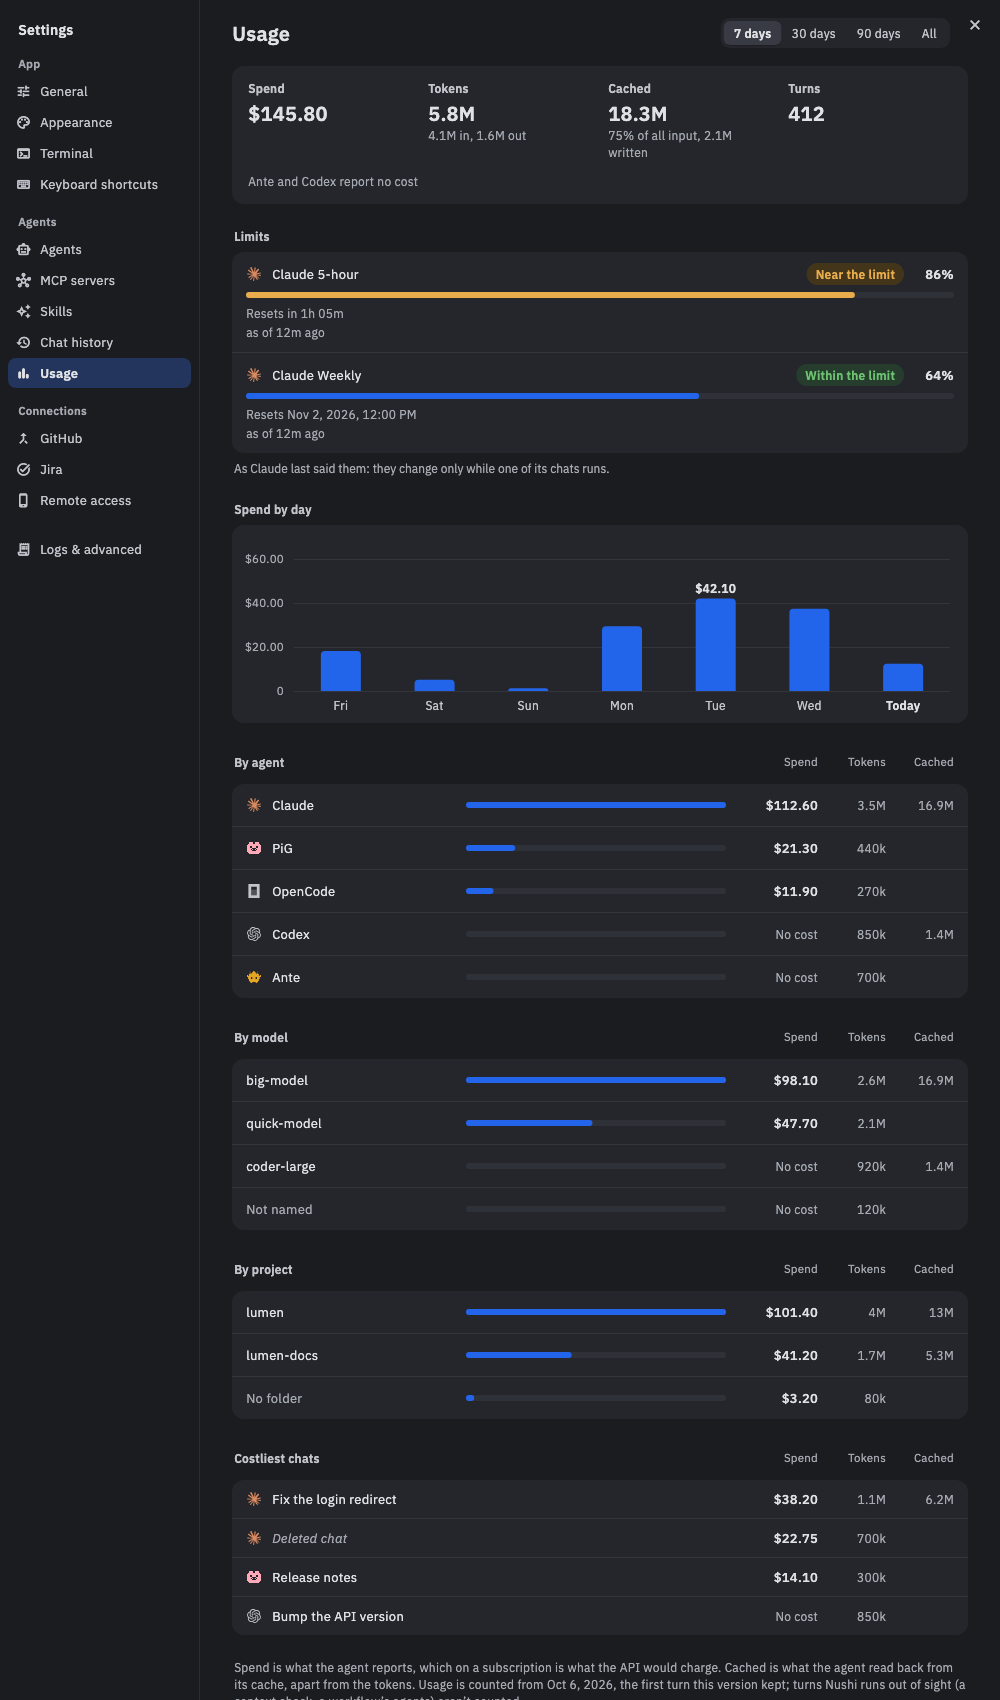 Settings
App
General
Appearance
Terminal
Keyboard shortcuts
Agents
Agents
MCP servers
Skills
Chat history
Usage
Connections
GitHub
Jira
Remote access
Logs & advanced
Usage
7 days 30 days 90 days All
Spend Tokens Cached Turns
$145.80 5.8M 18.3M 412
4.1M in, 1.6M out 75% of all input, 2.1M
written
Ante and Codex report no cost
Limits
Claude 5-hour Near the limit 86%
Resets in 1h 05m
as of 12m ago
Claude Weekly Within the limit 64%
Resets Nov 2, 2026, 12:00 PM
as of 12m ago
As Claude last said them: they change only while one of its chats runs.
Spend by day
$60.00
$42.10
$40.00
$20.00
0
Fri Sat Sun Mon Tue Wed Today
By agent Spend Tokens Cached
Claude $112.60 3.5M 16.9M
PiG $21.30 440k
OpenCode $11.90 270k
Codex No cost 850k 1.4M
Ante No cost 700k
By model Spend Tokens Cached
big-model $98.10 2.6M 16.9M
quick-model $47.70 2.1M
coder-large No cost 920k 1.4M
Not named No cost 120k
By project Spend Tokens Cached
lumen $101.40 4M 13M
lumen-docs $41.20 1.7M 5.3M
No folder $3.20 80k
Costliest chats Spend Tokens Cached
Fix the login redirect $38.20 1.1M 6.2M
Deleted chat $22.75 700k
Release notes $14.10 300k
Bump the API version No cost 850k
Spend is what the agent reports, which on a subscription is what the API would charge. Cached is what the agent read back from
its cache, apart from the tokens. Usage is counted from Oct 6, 2026, the first turn this version kept; turns Nushi runs out of sight (a
context check, a workflow's agents) aren't counted.